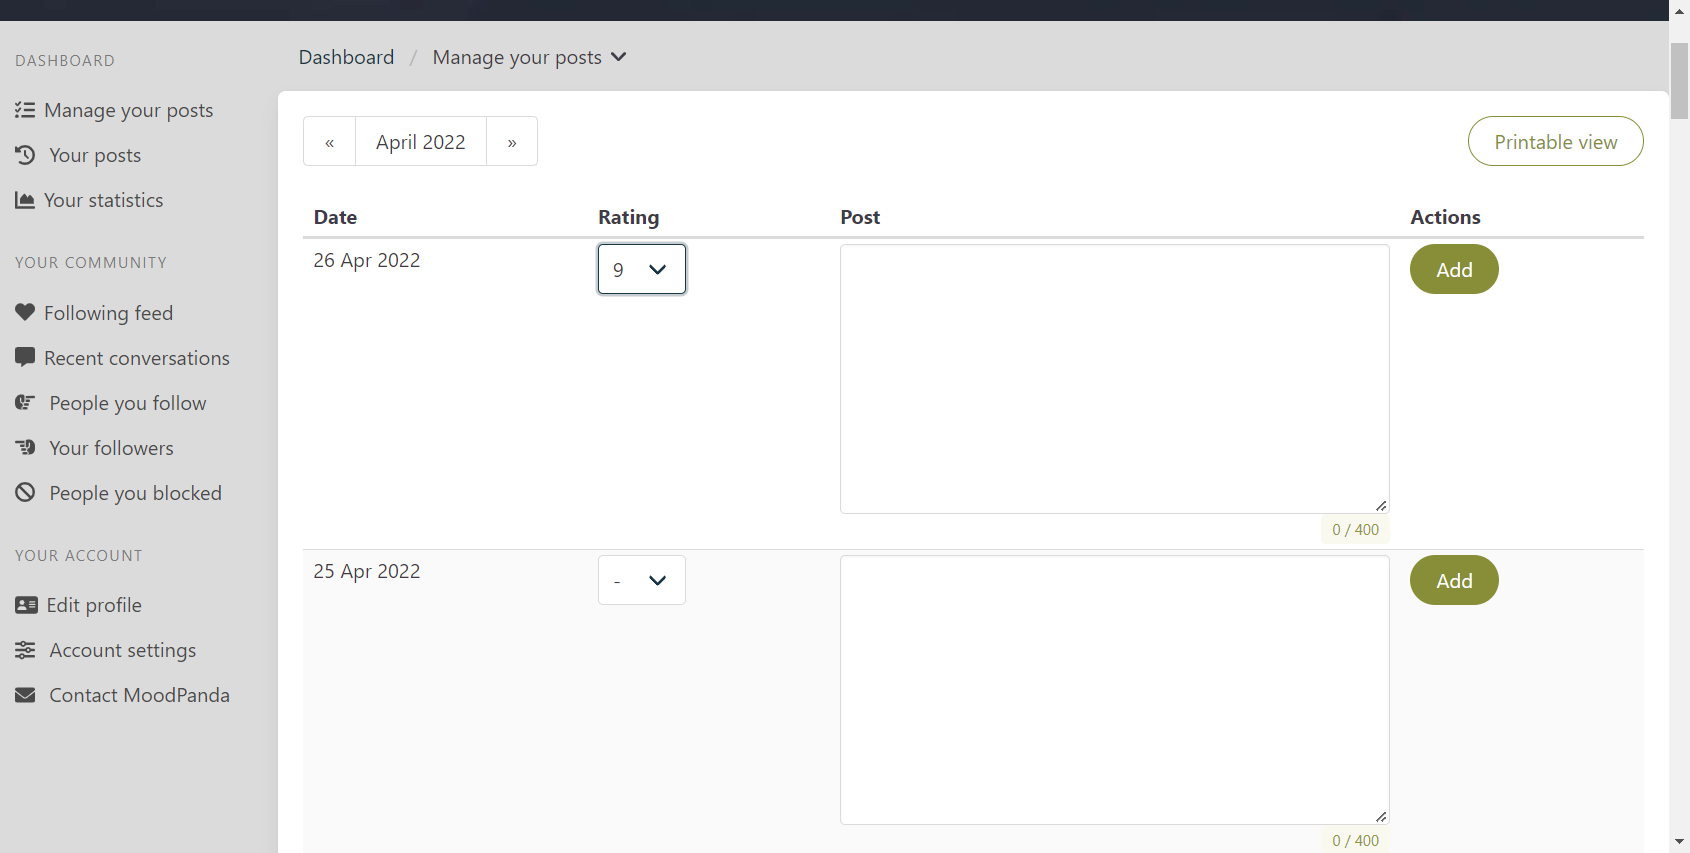 DASHBOARD
Manage your posts
Your posts
Your statistics
YOUR COMMUNITY
Following feed
Recent conversations
People you follow
Your followers
People you blocked
YOUR ACCOUNT
Edit profile
Account settings
Contact MoodPanda
Dashboard / Manage your posts
« April 2022 »
Printable view
Date Rating Post Actions
26 Apr 2022 9 Add
0 / 400
25 Apr 2022 - Add
0 / 400